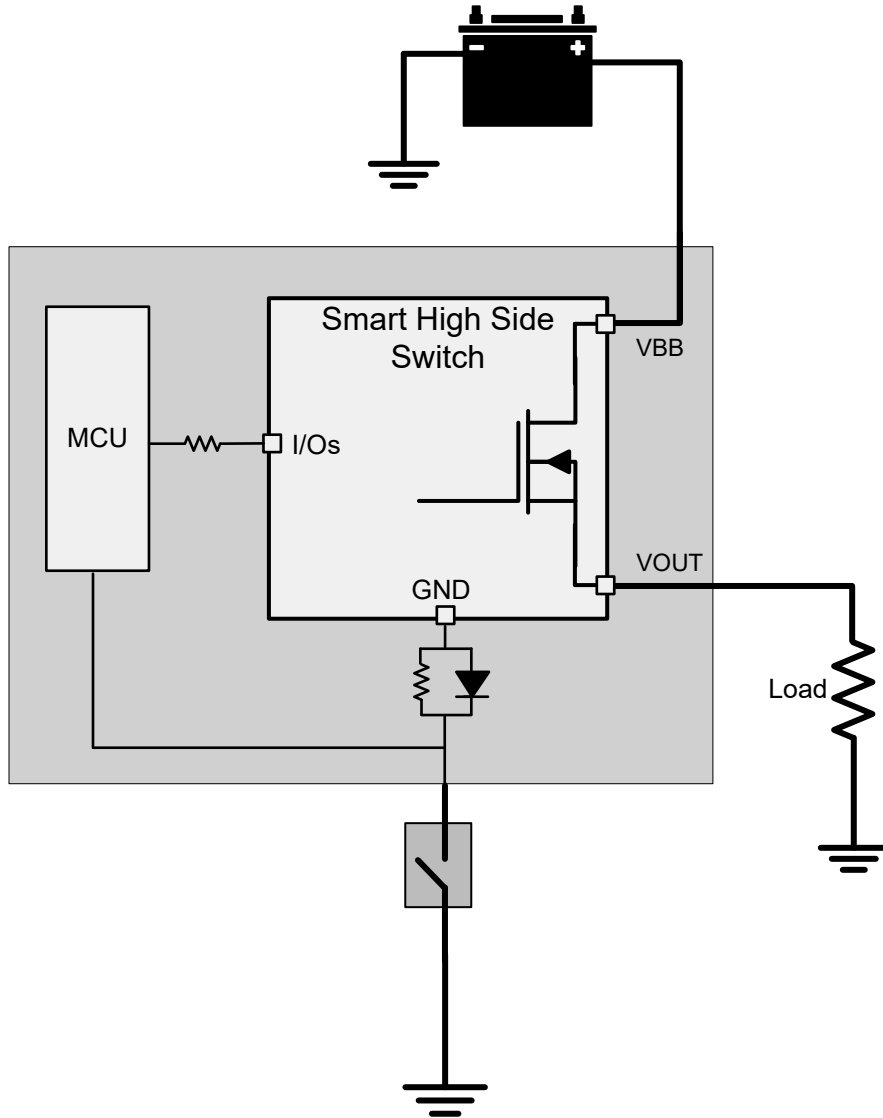 Smart High Side
Switch
VBB
MCU
I/Os
VOUT
GND
Load